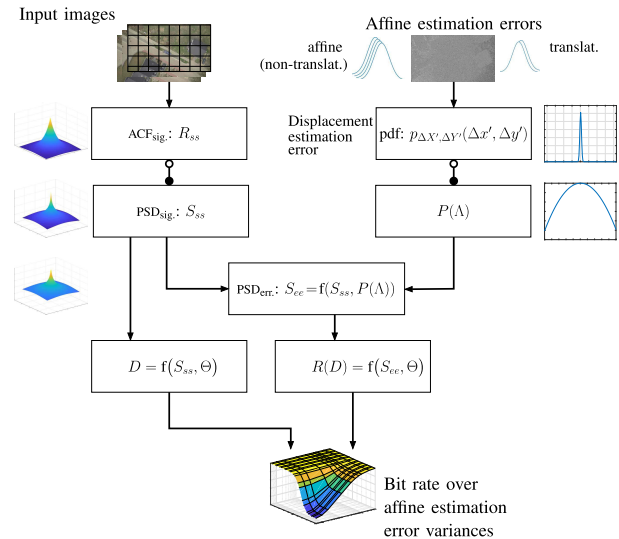 Input images
Affine estimation errors
affine
(non-translat.)
translat.
ACF_sig.: R_ss
Displacement
estimation
error
pdf: p_ΔX′,ΔY′(Δx′, Δy′)
PSD_sig.: S_ss
P(Λ)
PSD_err.: S_ee = f(S_ss, P(Λ))
D = f(S_ss, Θ)
R(D) = f(S_ee, Θ)
Bit rate over
affine estimation
error variances